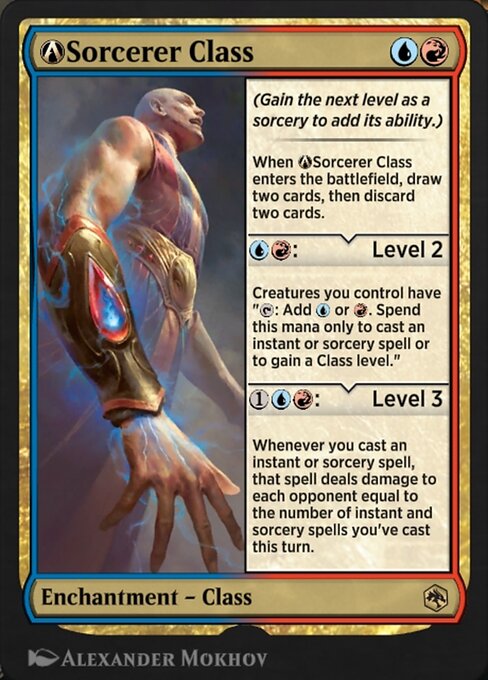 Sorcerer Class
(Gain the next level as a
sorcery to add its ability.)
When Sorcerer Class
enters the battlefield, draw
two cards, then discard
two cards.
: Level 2
Creatures you control have
": Add or . Spend
this mana only to cast an
instant or sorcery spell or
to gain a Class level."
1: Level 3
Whenever you cast an
instant or sorcery spell,
that spell deals damage to
each opponent equal to
the number of instant and
sorcery spells you've cast
this turn.
Enchantment – Class
Alexander Mokhov